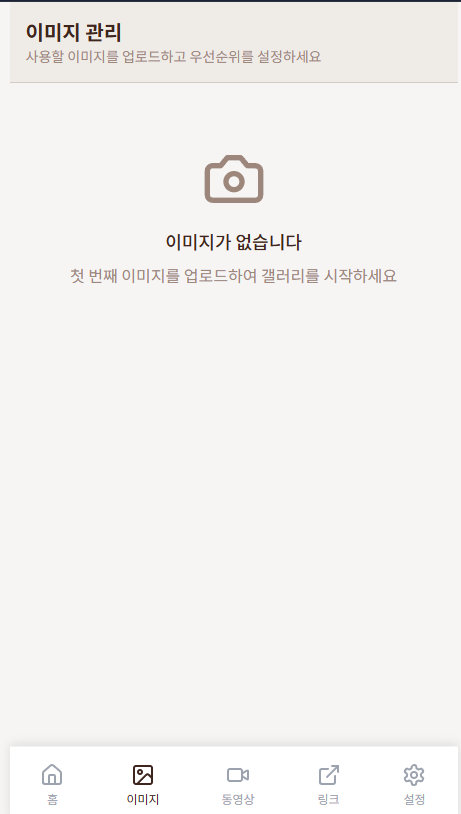 이미지 관리
사용할 이미지를 업로드하고 우선순위를 설정하세요
이미지가 없습니다
첫 번째 이미지를 업로드하여 갤러리를 시작하세요
홈 이미지 동영상 링크 설정